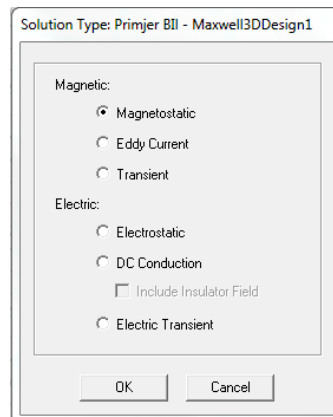 Solution Type: Primjer BII - Maxwell3DDesign1
Magnetic:
Magnetostatic
Eddy Current
Transient
Electric:
Electrostatic
DC Conduction
Include Insulator Field
Electric Transient
OK Cancel